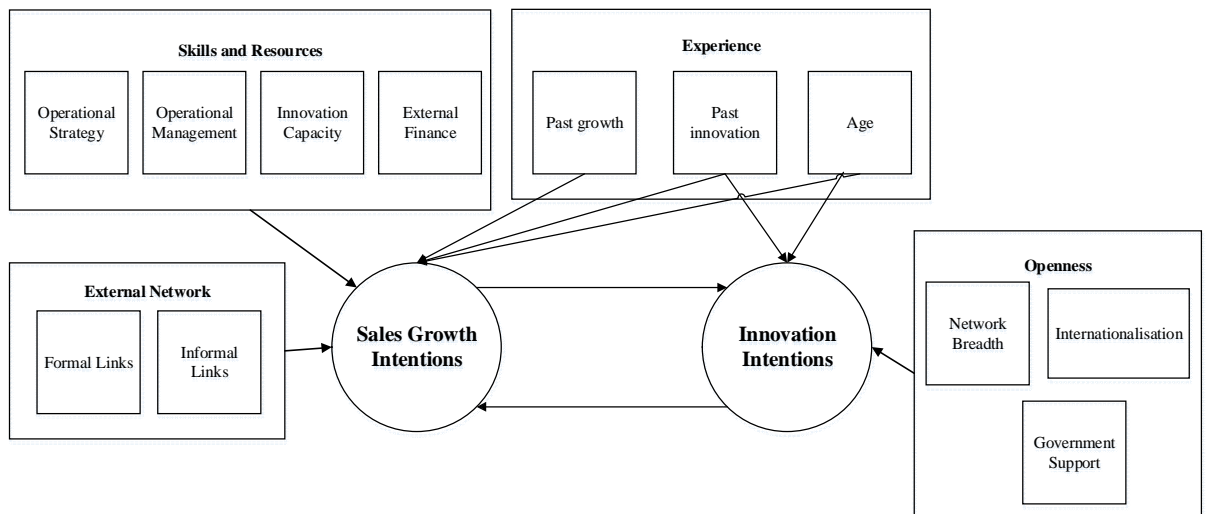 Skills and Resources
Operational
Strategy
Operational
Management
Innovation
Capacity
External
Finance
Experience
Past growth
Past
innovation
Age
External Network
Formal Links
Informal
Links
Sales Growth
Intentions
Innovation
Intentions
Openness
Network
Breadth
Internationalisation
Government
Support